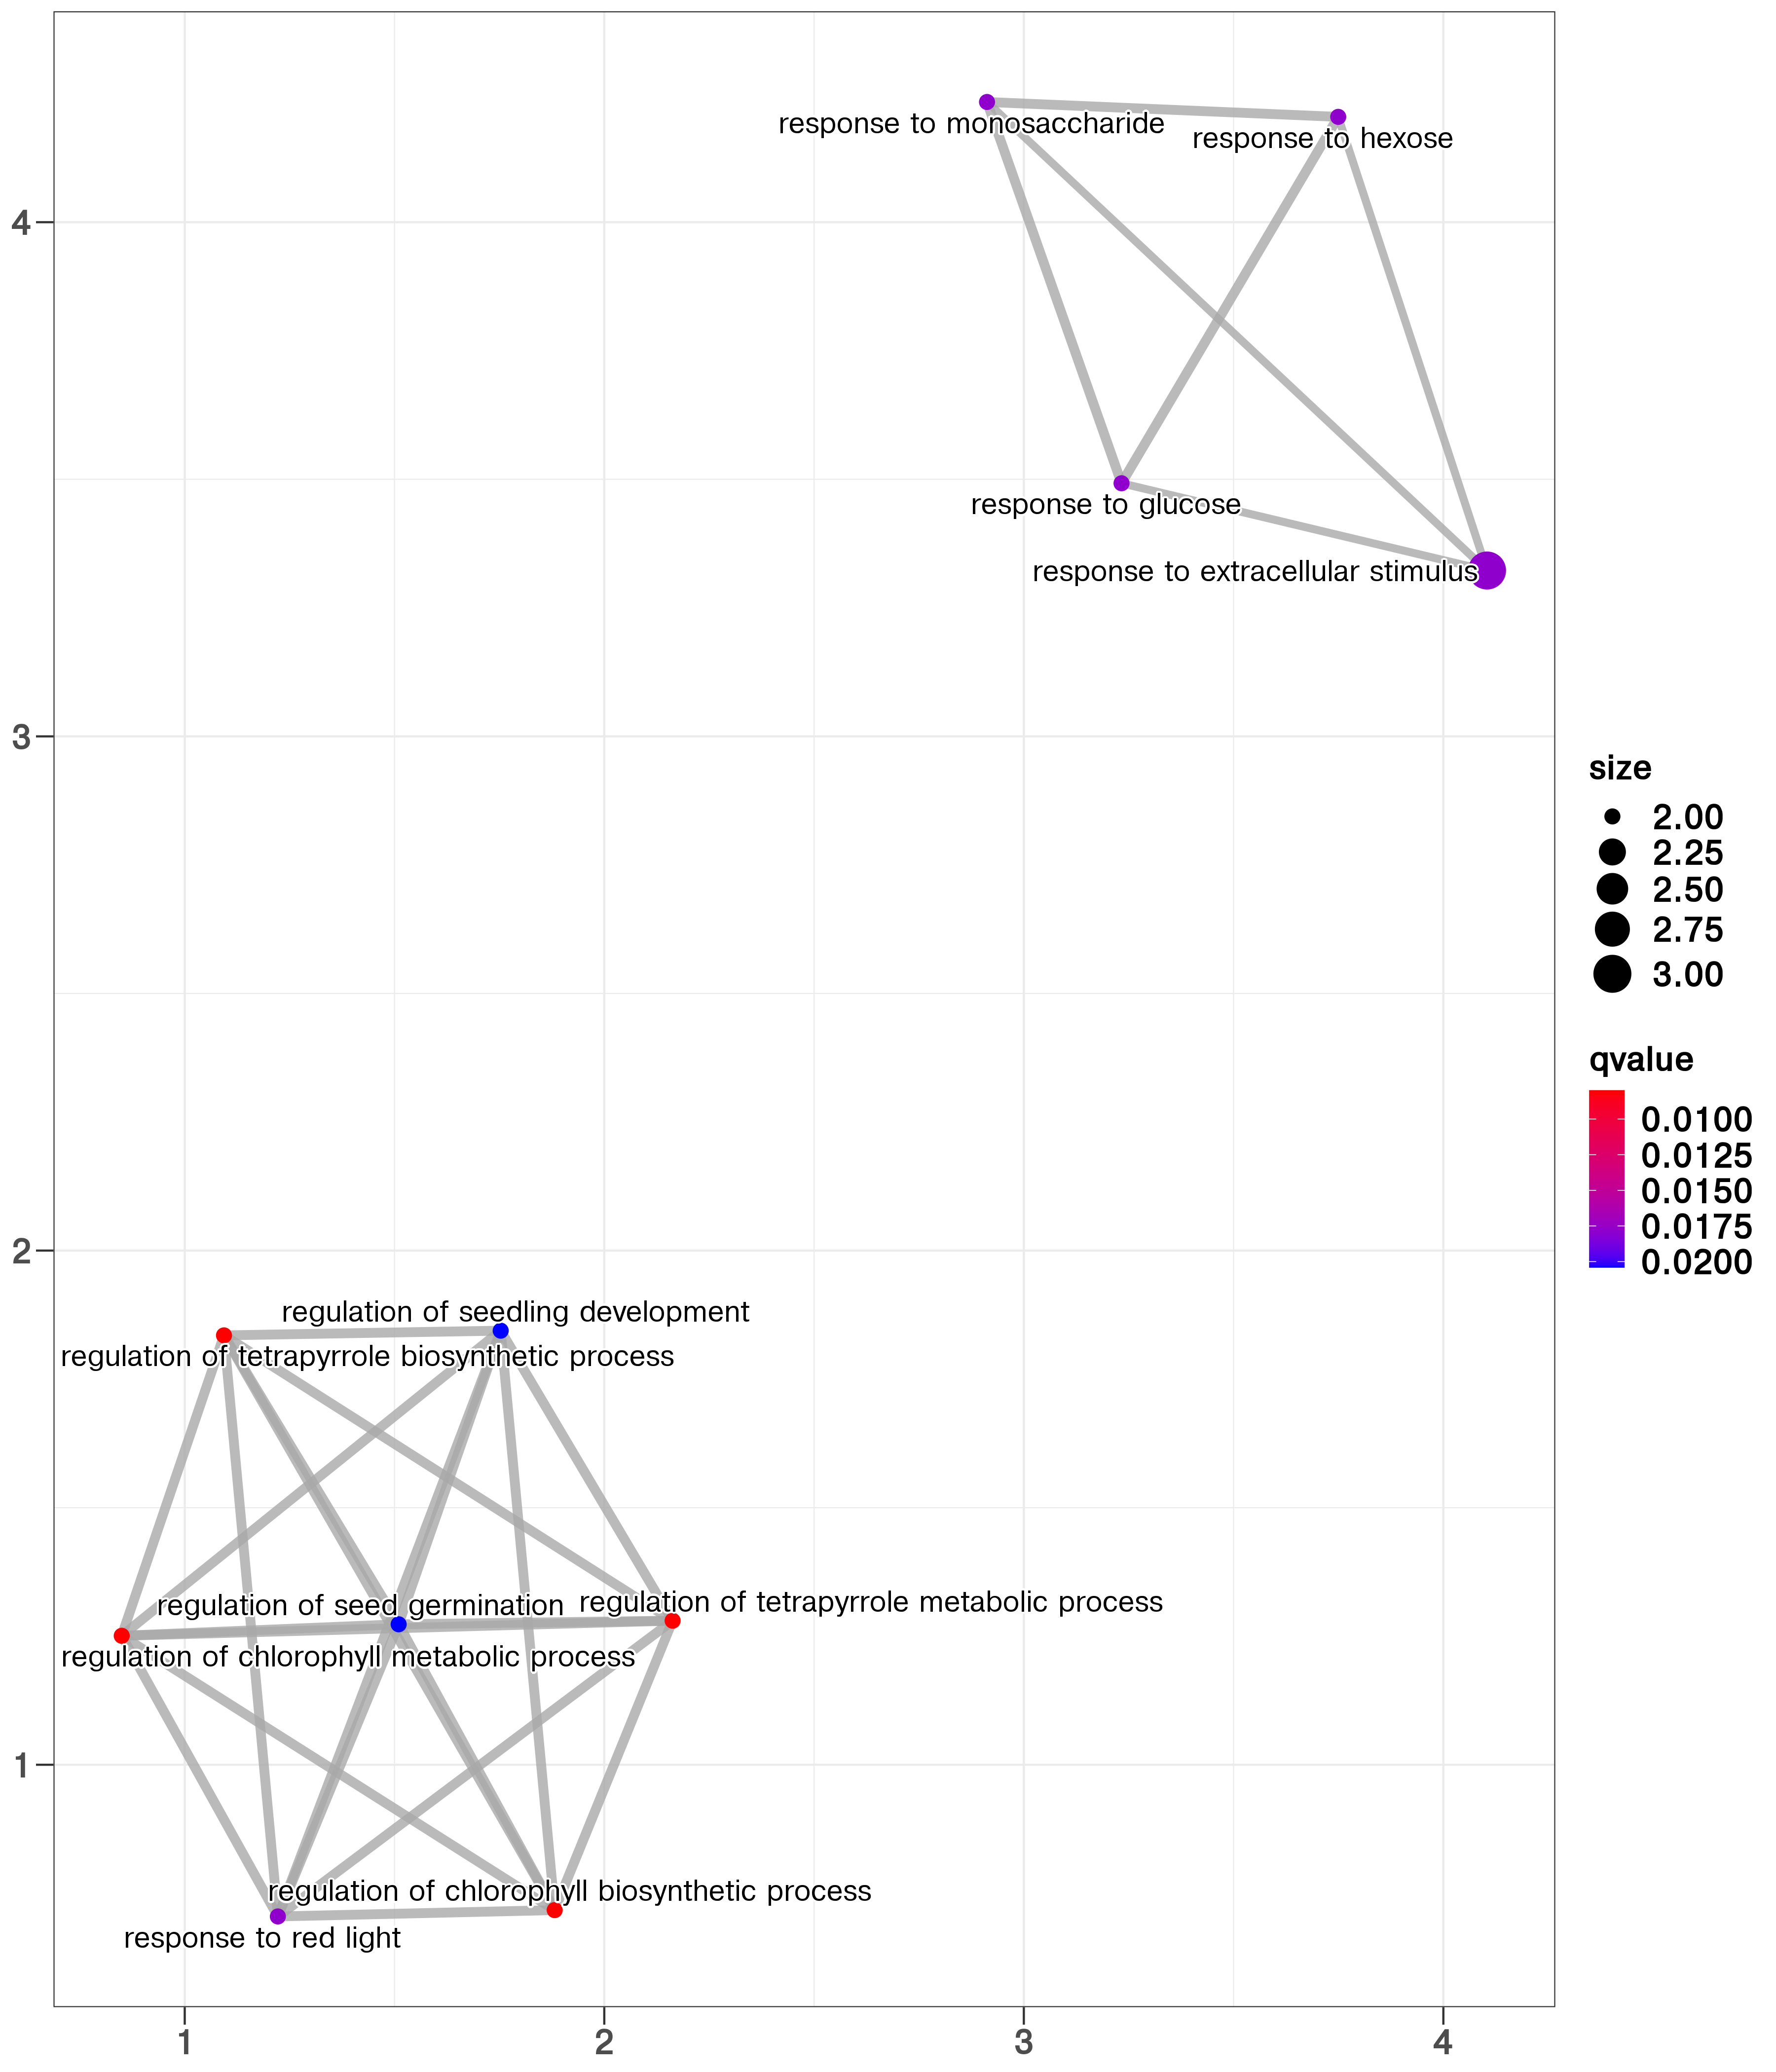 response to monosaccharide
response to hexose
4
response to glucose
response to extracellular stimulus
3
size
2.00
2.25
2.50
2.75
3.00
qvalue
0.0100
0.0125
0.0150
0.0175
0.0200
2
regulation of seedling development
regulation of tetrapyrrole biosynthetic process
regulation of seed germination
regulation of tetrapyrrole metabolic process
regulation of chlorophyll metabolic process
1
regulation of chlorophyll biosynthetic process
response to red light
1
2
3
4